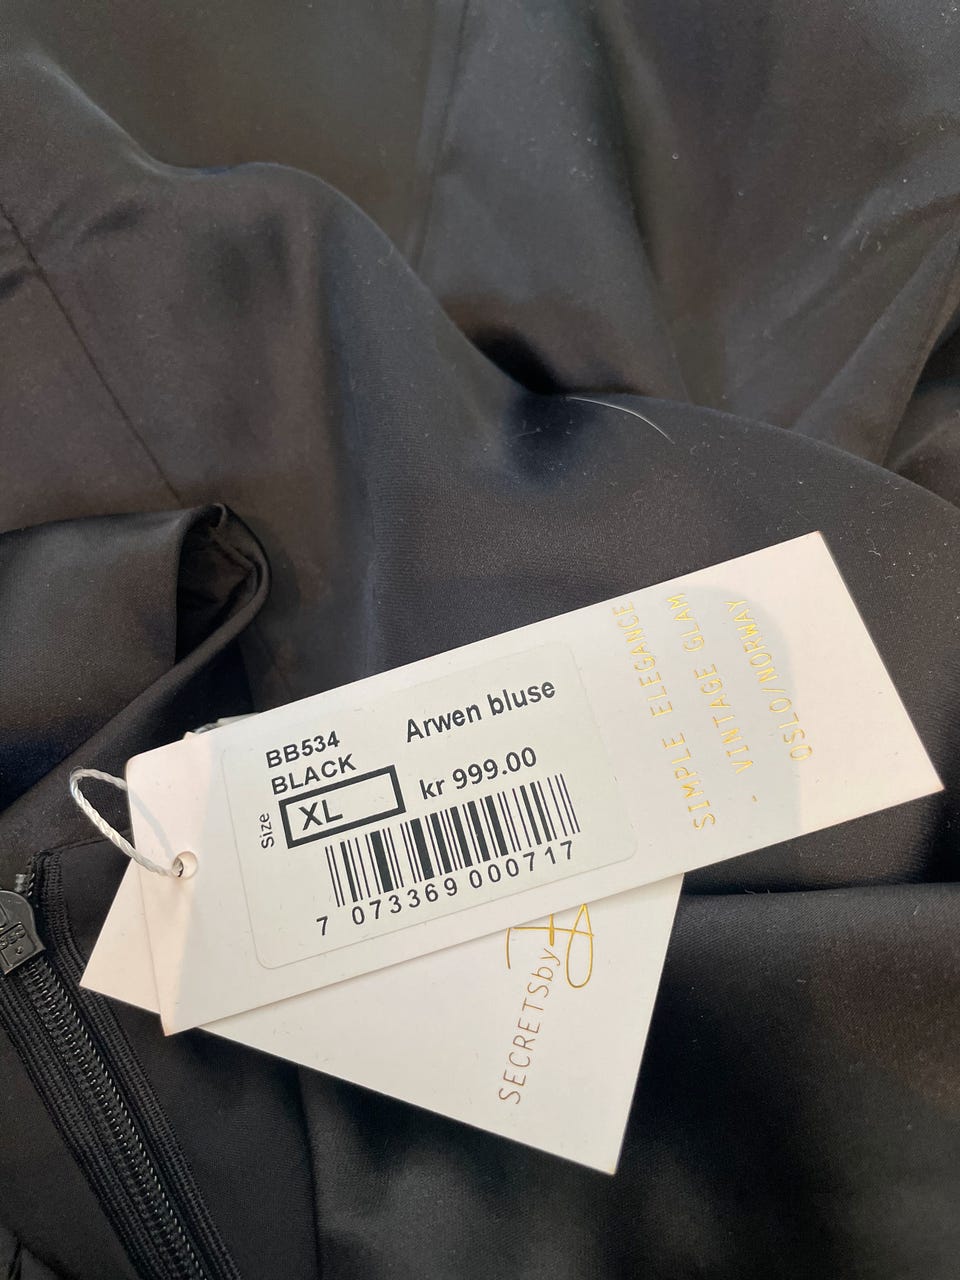 BB534
BLACK
Arwen bluse
Size
XL
kr 999.00
7 073369 000717
SIMPLE ELEGANCE
- VINTAGE GLAM
OSLO/NORWAY
SECRETSby